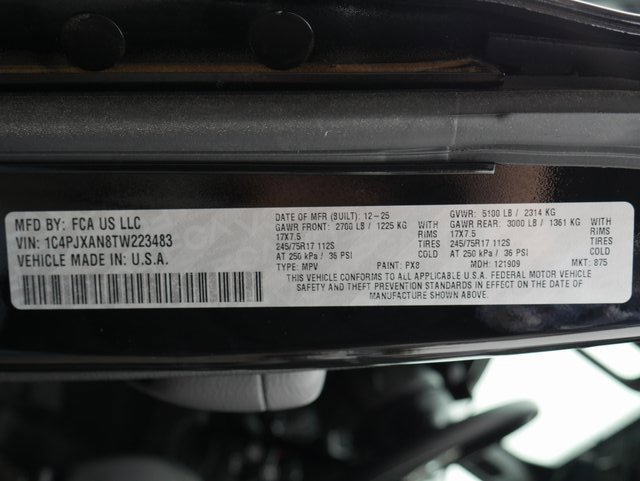 MFD BY: FCA US LLC
VIN: 1C4PJXAN8TW223483
VEHICLE MADE IN: U.S.A.
DATE OF MFR (BUILT): 12-25
GAWR FRONT: 2700 LB / 1225 KG WITH
17X7.5 RIMS
245/75R17 112S TIRES
AT 250 kPa / 36 PSI COLD
TYPE: MPV PAINT: PX8
GVWR: 5100 LB / 2314 KG
GAWR REAR: 3000 LB / 1361 KG WITH
17X7.5 RIMS
245/75R17 112S TIRES
AT 250 kPa / 36 PSI COLD
MDH: 121909 MKT: 875
THIS VEHICLE CONFORMS TO ALL APPLICABLE U.S.A. FEDERAL MOTOR VEHICLE
SAFETY AND THEFT PREVENTION STANDARDS IN EFFECT ON THE DATE OF
MANUFACTURE SHOWN ABOVE.